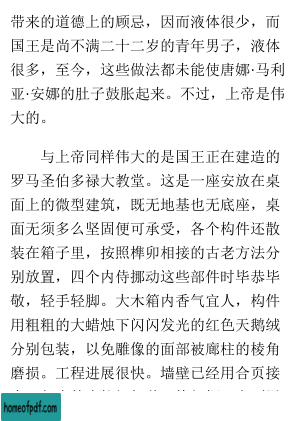 带来的道德上的顾忌，因而液体很少，而
国王是尚不满二十二岁的青年男子，液体
很多，至今，这些做法都未能使唐娜·马利
亚·安娜的肚子鼓胀起来。不过，上帝是伟
大的。
与上帝同样伟大的是国王正在建造的
罗马圣伯多禄大教堂。这是一座安放在桌
面上的微型建筑，既无地基也无底座，桌
面无须多么坚固便可承受，各个构件还散
装在箱子里，按照榫卯相接的古老方法分
别放置，四个内侍挪动这些部件时毕恭毕
敬，轻手轻脚。大木箱内香气宜人，构件
用粗粗的大蜡烛下闪闪发光的红色天鹅绒
分别包装，以免雕像的面部被廊柱的棱角
磨损。工程进展很快。墙壁已经用合页接
homeofpdf.com